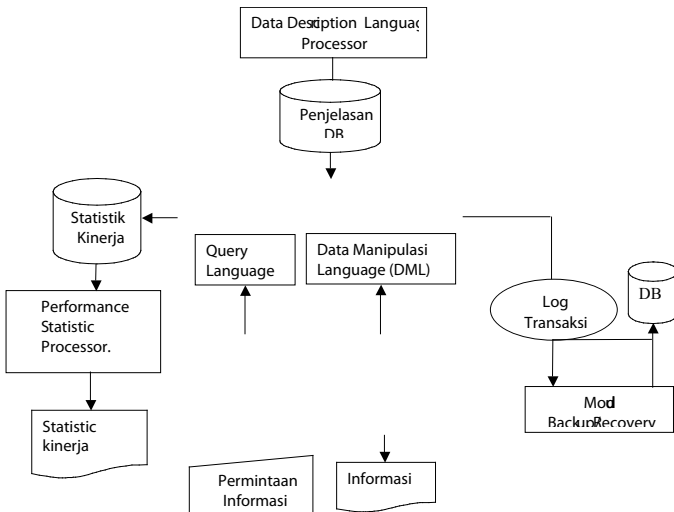 Data Description Languag
Processor
Penjelasan
DB
Statistik
Kinerja
Query
Language
Data Manipulasi
Language (DML)
Log
Transaksi
DB
Performance
Statistic
Processor.
Modul
Backup/Recovery
Statistic
kinerja
Permintaan
Informasi
Informasi